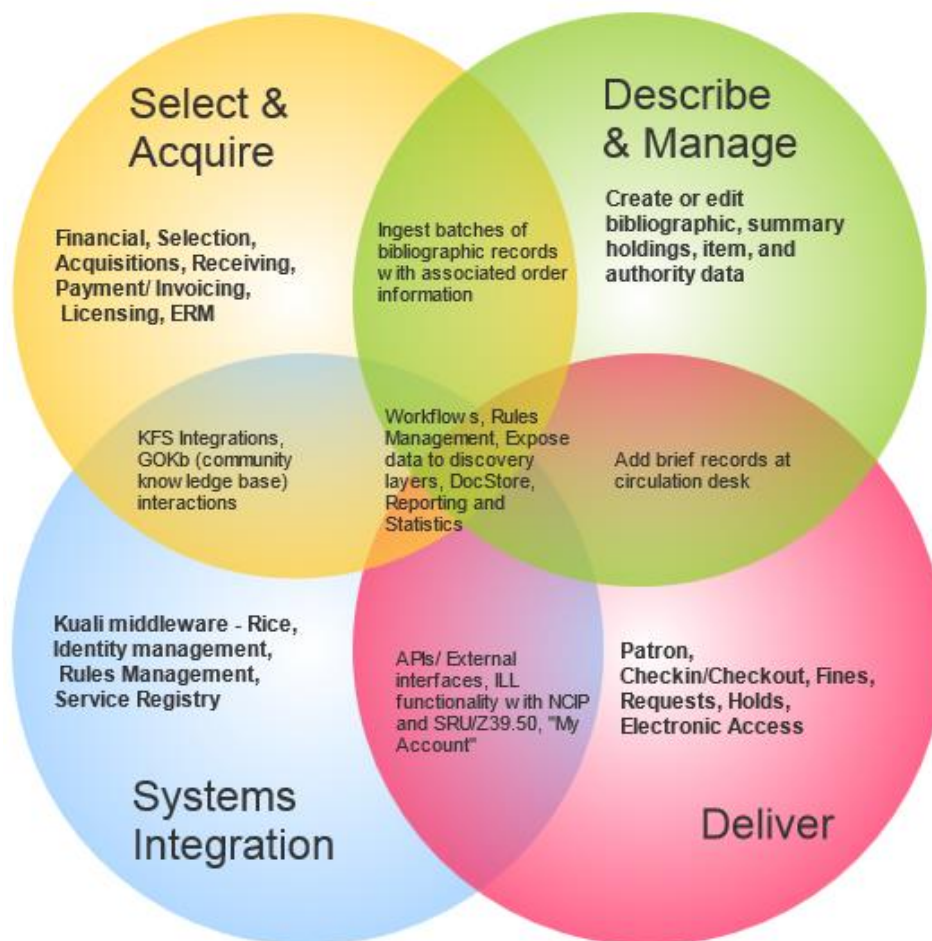 Select &
Acquire
Financial, Selection,
Acquisitions, Receiving,
Payment/ Invoicing,
Licensing, ERM
Ingest batches of
bibliographic records
with associated order
information
Describe
& Manage
Create or edit
bibliographic, summary
holdings, item, and
authority data
KFS Integrations,
GOKb (community
knowledge base)
interactions
Workflows, Rules
Management, Expose
data to discovery
layers, DocStore,
Reporting and
Statistics
Add brief records at
circulation desk
Kuali middleware - Rice,
Identity management,
Rules Management,
Service Registry
APIs/ External
interfaces, ILL
functionality with NCIP
and SRU/Z39.50, "My
Account"
Patron,
Checkin/Checkout, Fines,
Requests, Holds,
Electronic Access
Systems
Integration
Deliver